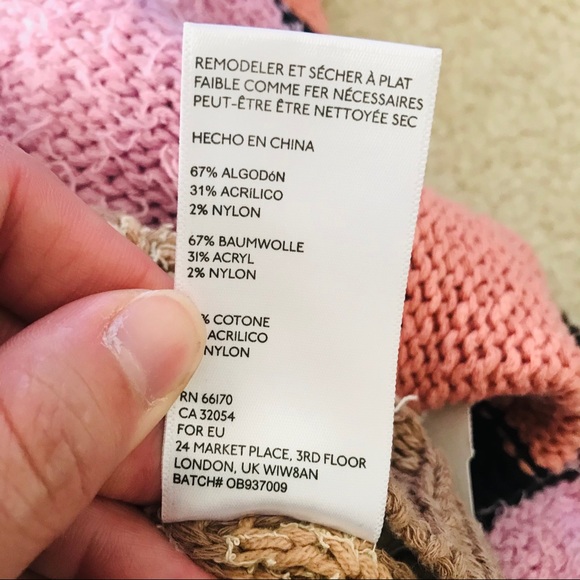 REMODELER ET SÉCHER À PLAT
FAIBLE COMME FER NÉCESSAIRES
PEUT-ÊTRE ÊTRE NETTOYÉE SEC
HECHO EN CHINA
67% ALGODóN
31% ACRILICO
2% NYLON
67% BAUMWOLLE
31% ACRYL
2% NYLON
% COTONE
ACRILICO
NYLON
RN 66170
CA 32054
FOR EU
24 MARKET PLACE, 3RD FLOOR
LONDON, UK WIW8AN
BATCH# OB937009